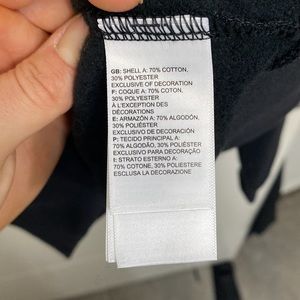 GB: SHELL A: 70% COTTON,
30% POLYESTER
EXCLUSIVE OF DECORATION
F: COQUE A: 70% COTON,
30% POLYESTER
À L'EXCEPTION DES
DÉCORATIONS
E: ARMAZÓN A: 70% ALGODÓN,
30% POLIÉSTER
EXCLUSIVO DE DECORACIÓN
P: TECIDO PRINCIPAL A:
70% ALGODÃO, 30% POLIÉSTER
EXCLUSIVO PARA DECORAÇÃO
I: STRATO ESTERNO A:
70% COTONE, 30% POLIESTERE
ESCLUSA LA DECORAZIONE